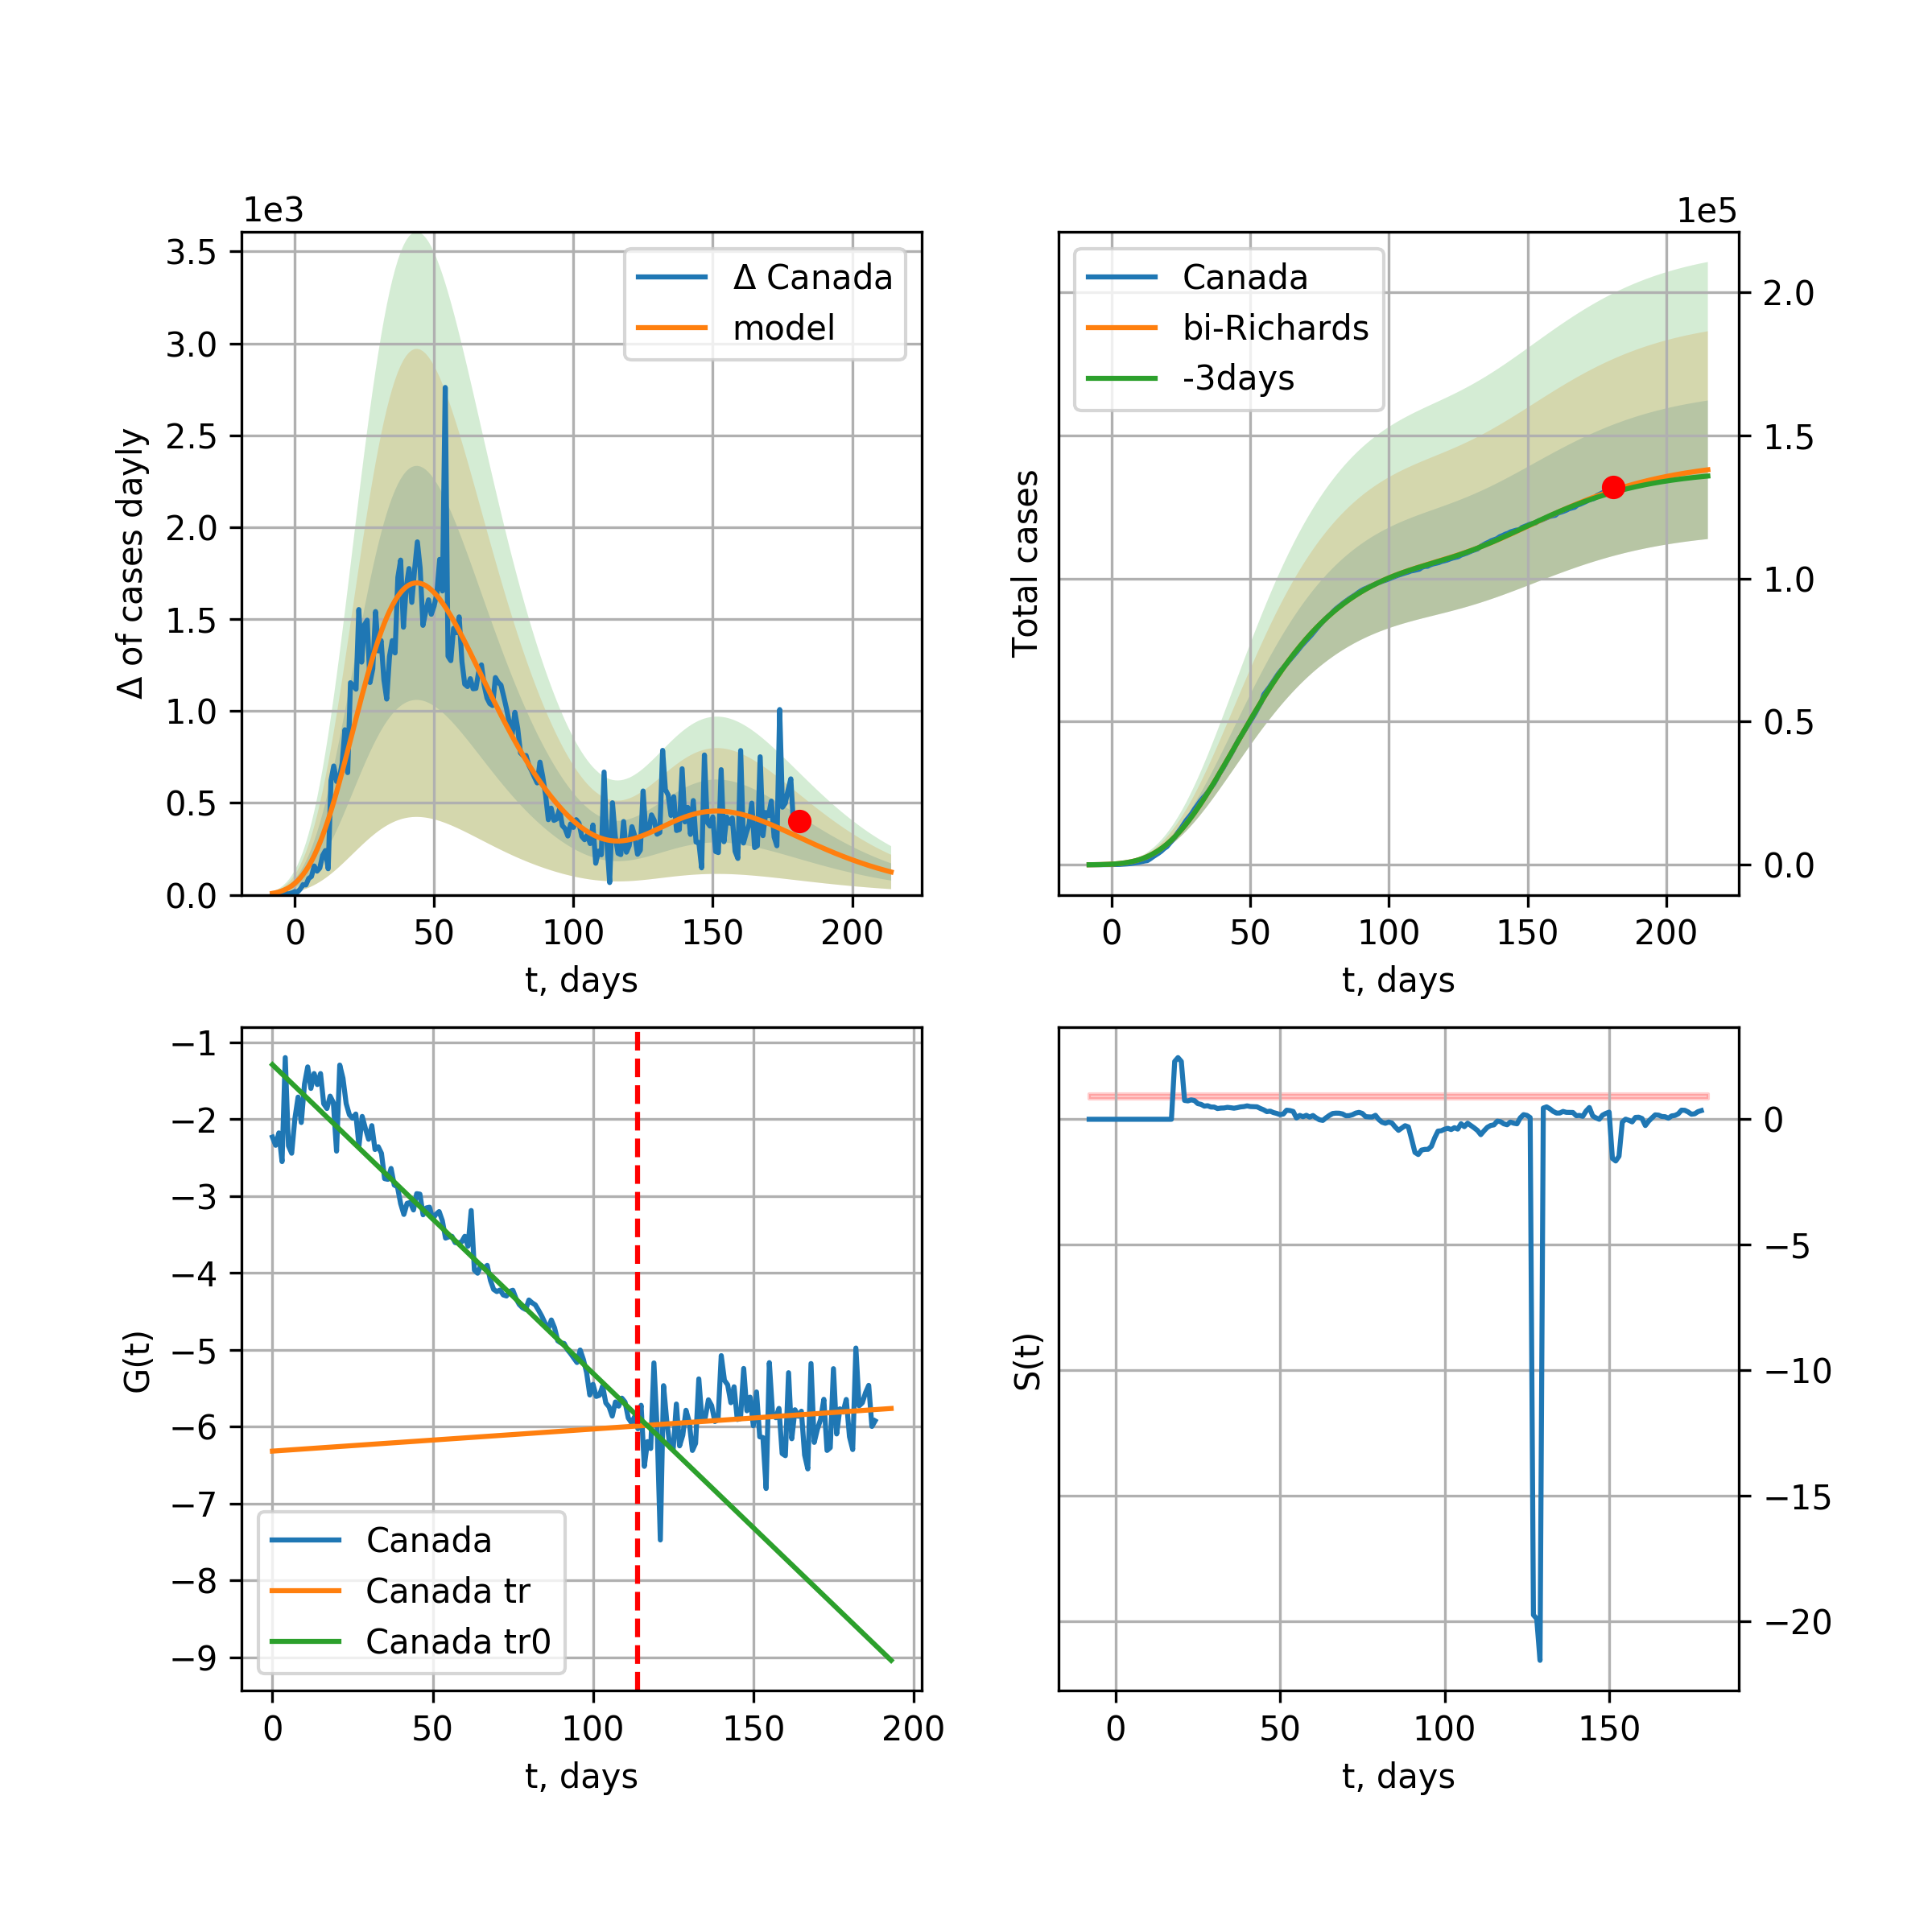 1e3
3.5
3.0
2.5
2.0
1.5
1.0
0.5
0.0
Δ of cases dayly
Δ Canada
model
0 50 100 150 200
t, days
1e5
Canada
bi-Richards
-3days
Total cases
2.0
1.5
1.0
0.5
0.0
0 50 100 150 200
t, days
−1
−2
−3
−4
−5
−6
−7
−8
−9
G(t)
Canada
Canada tr
Canada tr0
0 50 100 150 200
t, days
S(t)
0
−5
−10
−15
−20
0 50 100 150
t, days